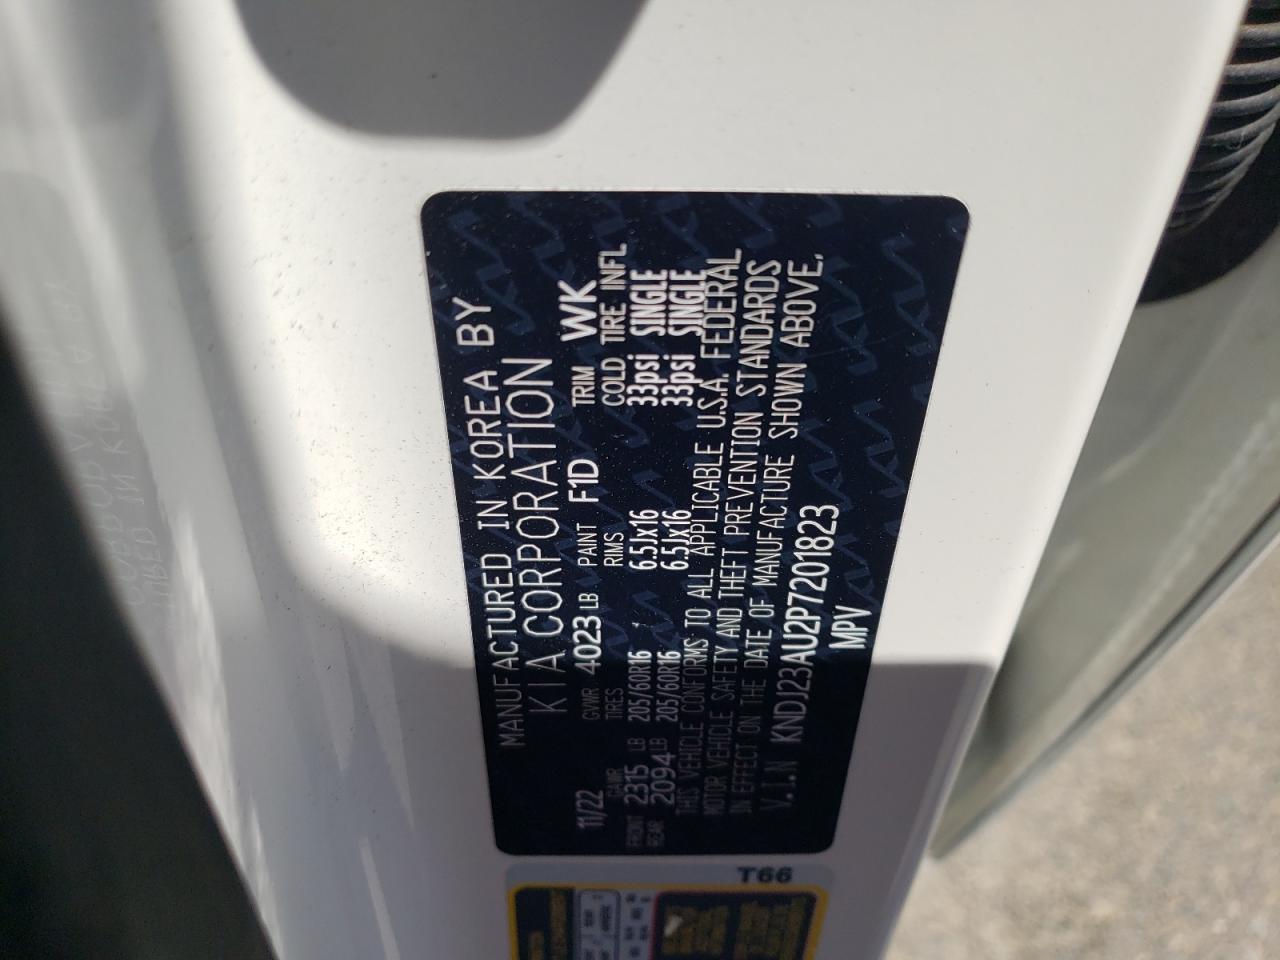 MANUFACTURED IN KOREA BY
KIA CORPORATION
11/22 GVWR 4023 LB PAINT F1D TRIM WK
GAWR TIRES RIMS COLD TIRE INFL
FRONT 2315 LB 205/60R16 6.5Jx16 33psi SINGLE
REAR 2094 LB 205/60R16 6.5Jx16 33psi SINGLE
THIS VEHICLE CONFORMS TO ALL APPLICABLE U.S.A. FEDERAL
MOTOR VEHICLE SAFETY AND THEFT PREVENTION STANDARDS
IN EFFECT ON THE DATE OF MANUFACTURE SHOWN ABOVE,
V.I.N KNDJ23AU2P7201823
MPV
T66